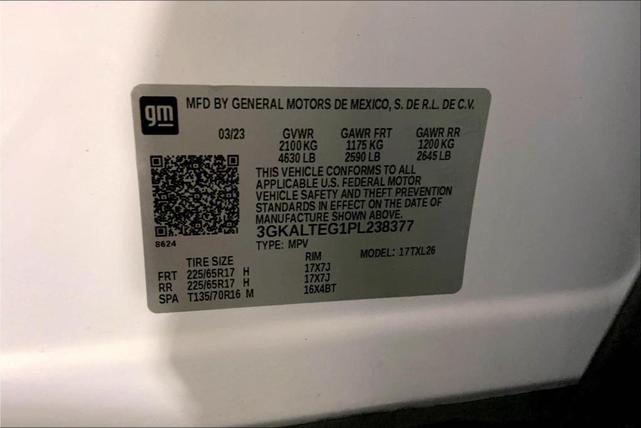 gm MFD BY GENERAL MOTORS DE MEXICO, S. DE R.L. DE C.V.
03/23 GVWR GAWR FRT GAWR RR
2100 KG 1175 KG 1200 KG
4630 LB 2590 LB 2645 LB
THIS VEHICLE CONFORMS TO ALL
APPLICABLE U.S. FEDERAL MOTOR
VEHICLE SAFETY AND THEFT PREVENTION
STANDARDS IN EFFECT ON THE DATE OF
MANUFACTURE SHOWN ABOVE.
3GKALTEG1PL238377
8624 TYPE: MPV MODEL: 17TXL26
TIRE SIZE RIM
FRT 225/65R17 H 17X7J
RR 225/65R17 H 17X7J
SPA T135/70R16 M 16X4BT